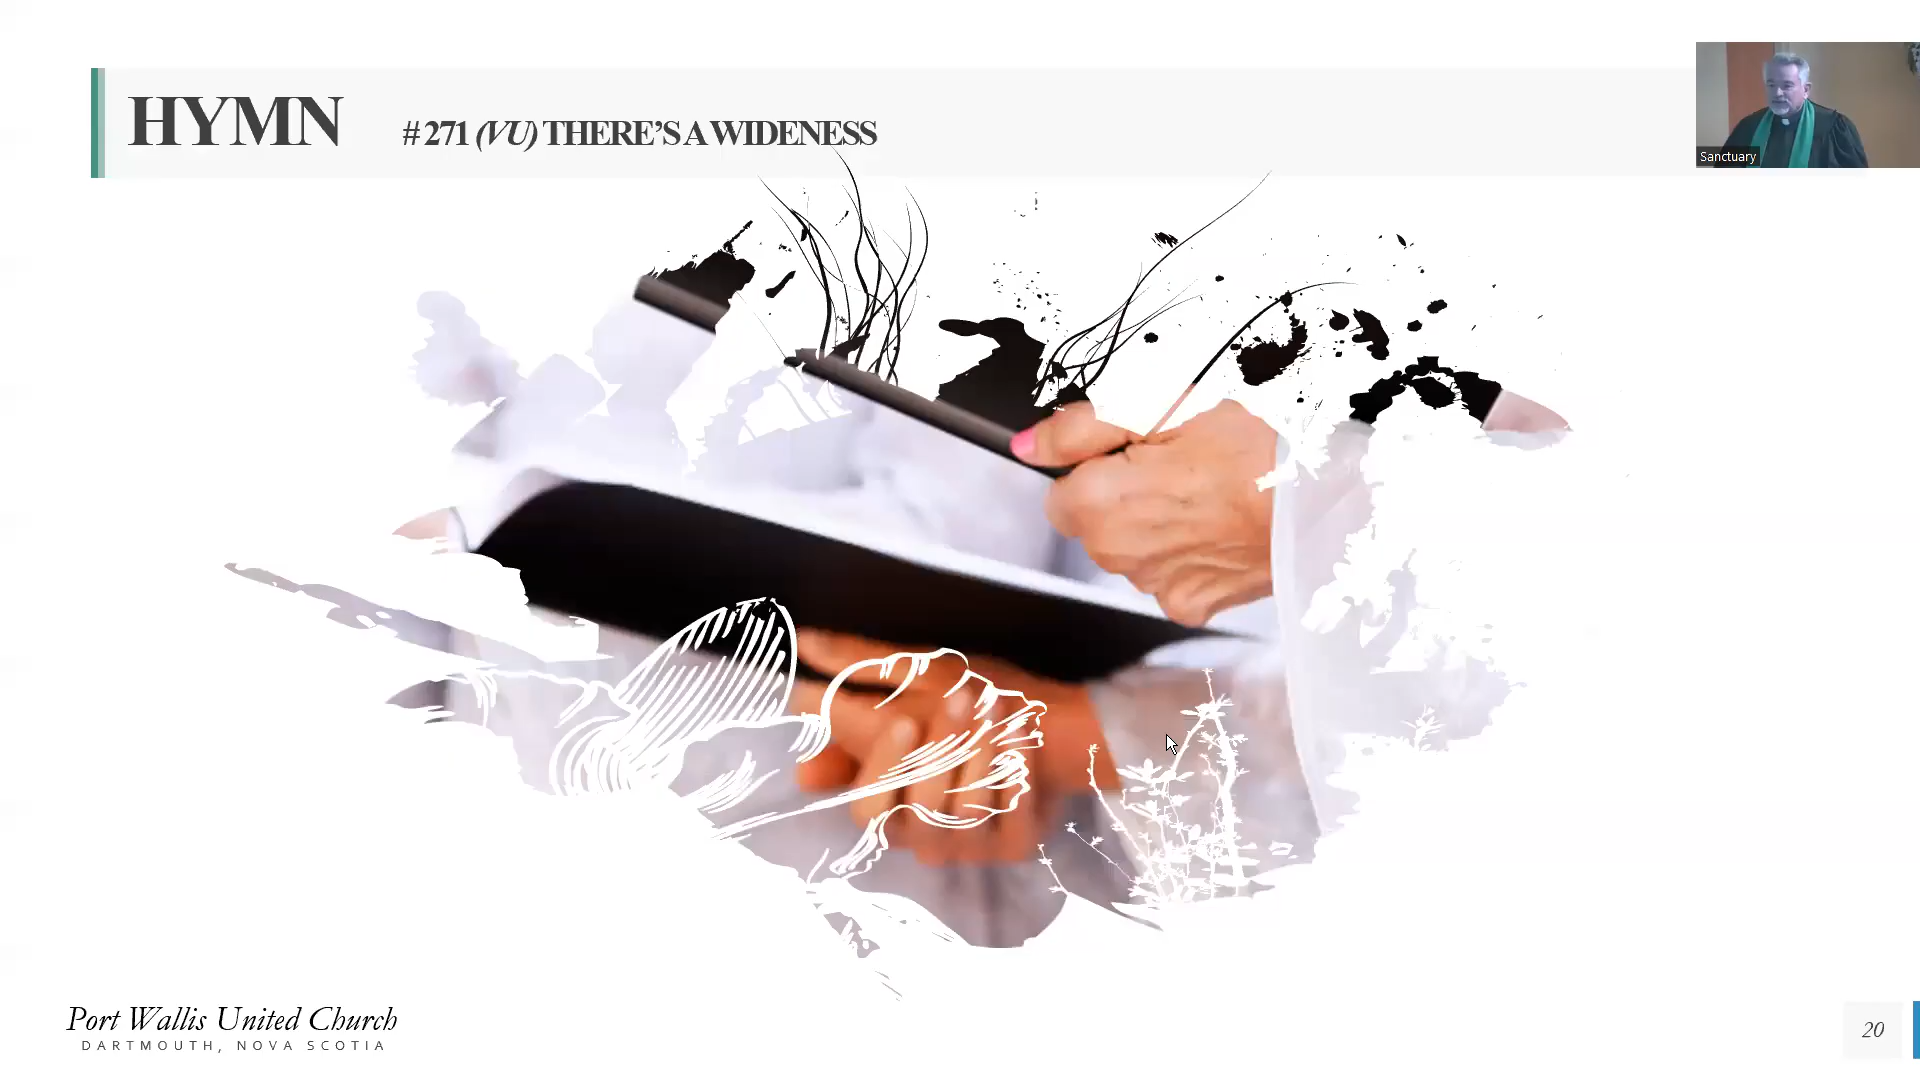 HYMN # 271 (VU) THERE'S A WIDENESS
Sanctuary
Port Wallis United Church
DARTMOUTH, NOVA SCOTIA
20